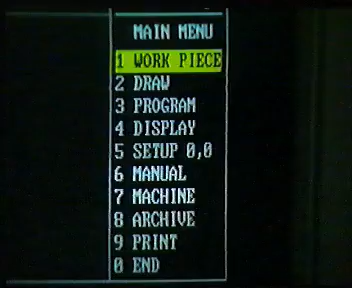 MAIN MENU
1 WORK PIECE
2 DRAW
3 PROGRAM
4 DISPLAY
5 SETUP 0,0
6 MANUAL
7 MACHINE
8 ARCHIVE
9 PRINT
0 END